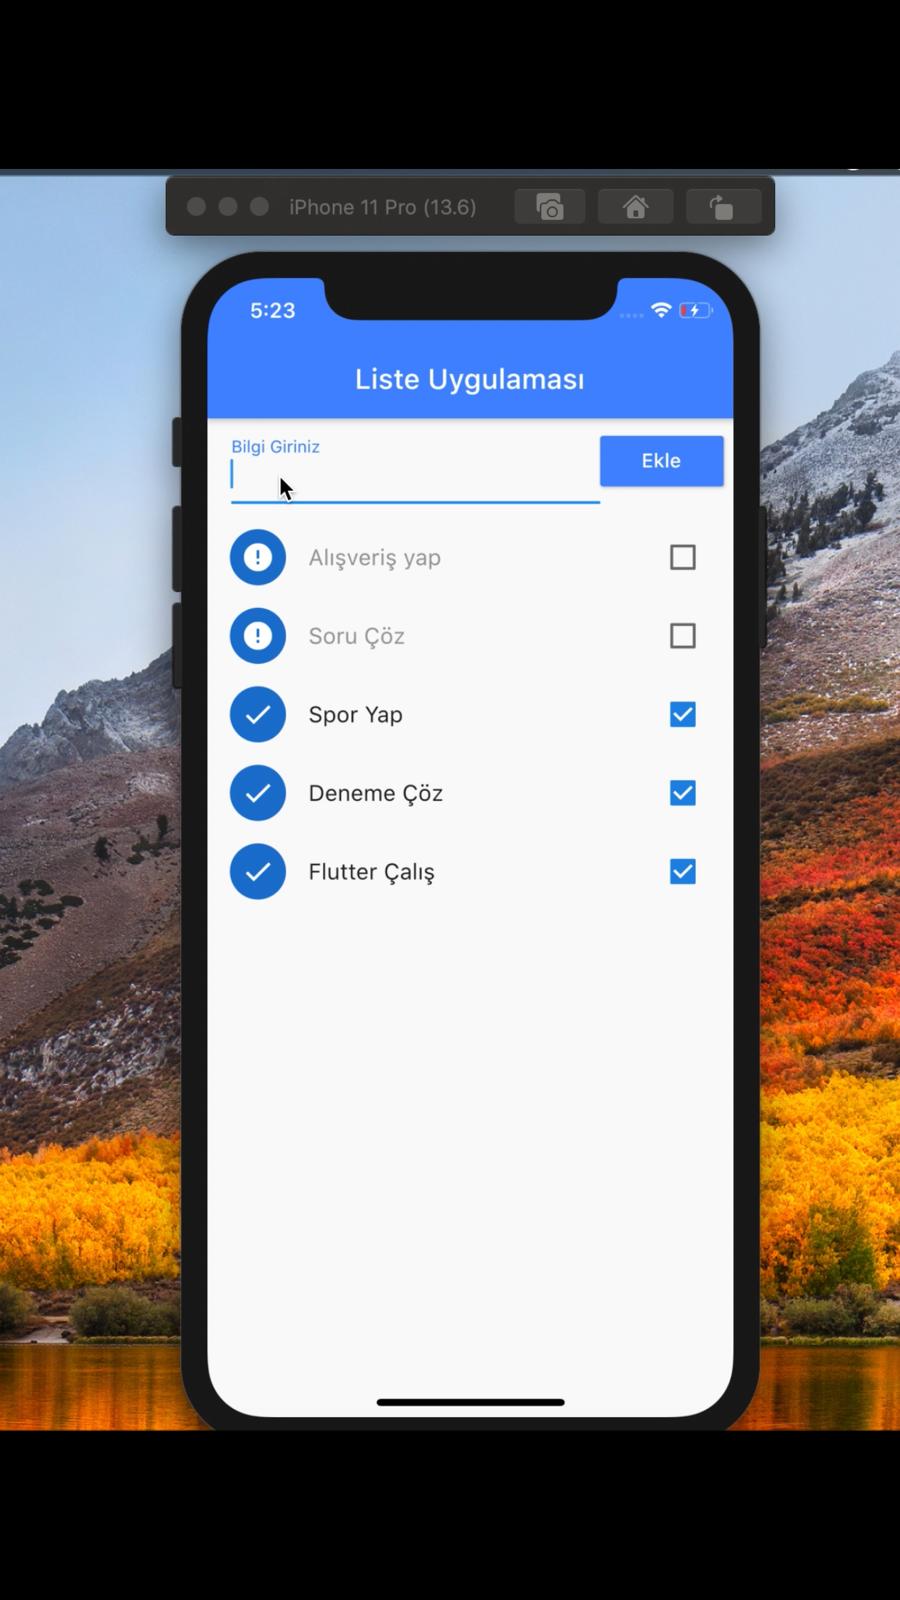 iPhone 11 Pro (13.6)
5:23
Liste Uygulaması
Bilgi Giriniz
Ekle
Alışveriş yap
Soru Çöz
Spor Yap
Deneme Çöz
Flutter Çalış